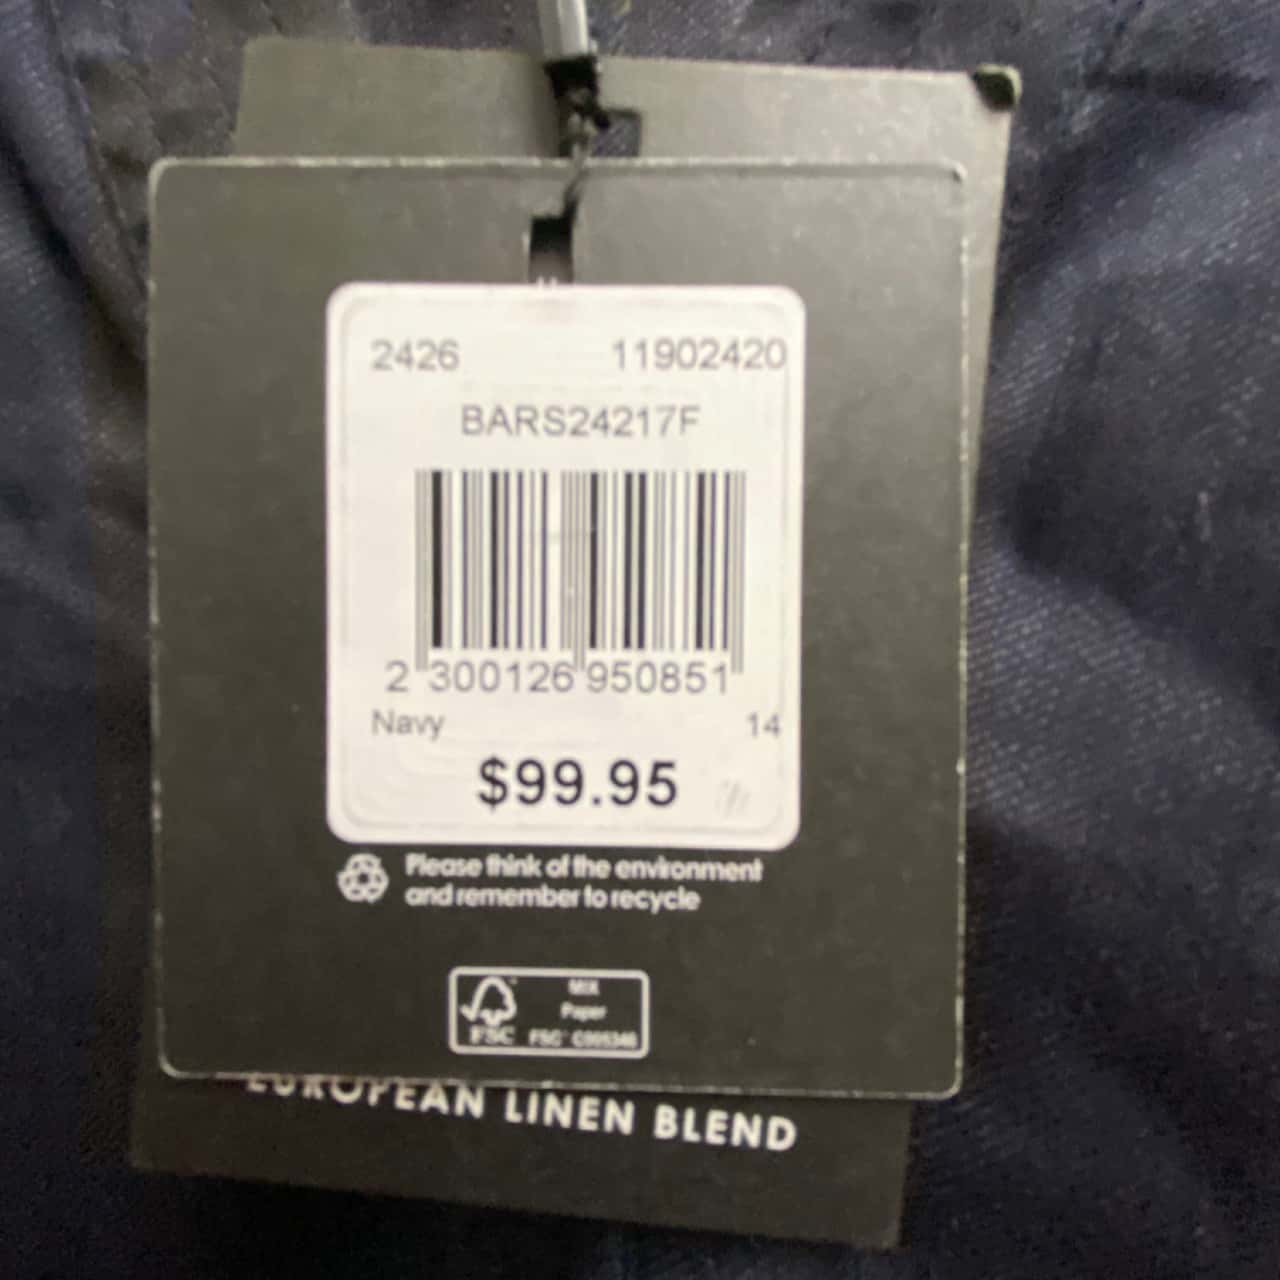 2426 11902420
BARS24217F
2 300126 950851
Navy 14
$99.95
Please think of the environment
and remember to recycle
MIX
Paper
FSC FSC™
EUROPEAN LINEN BLEND